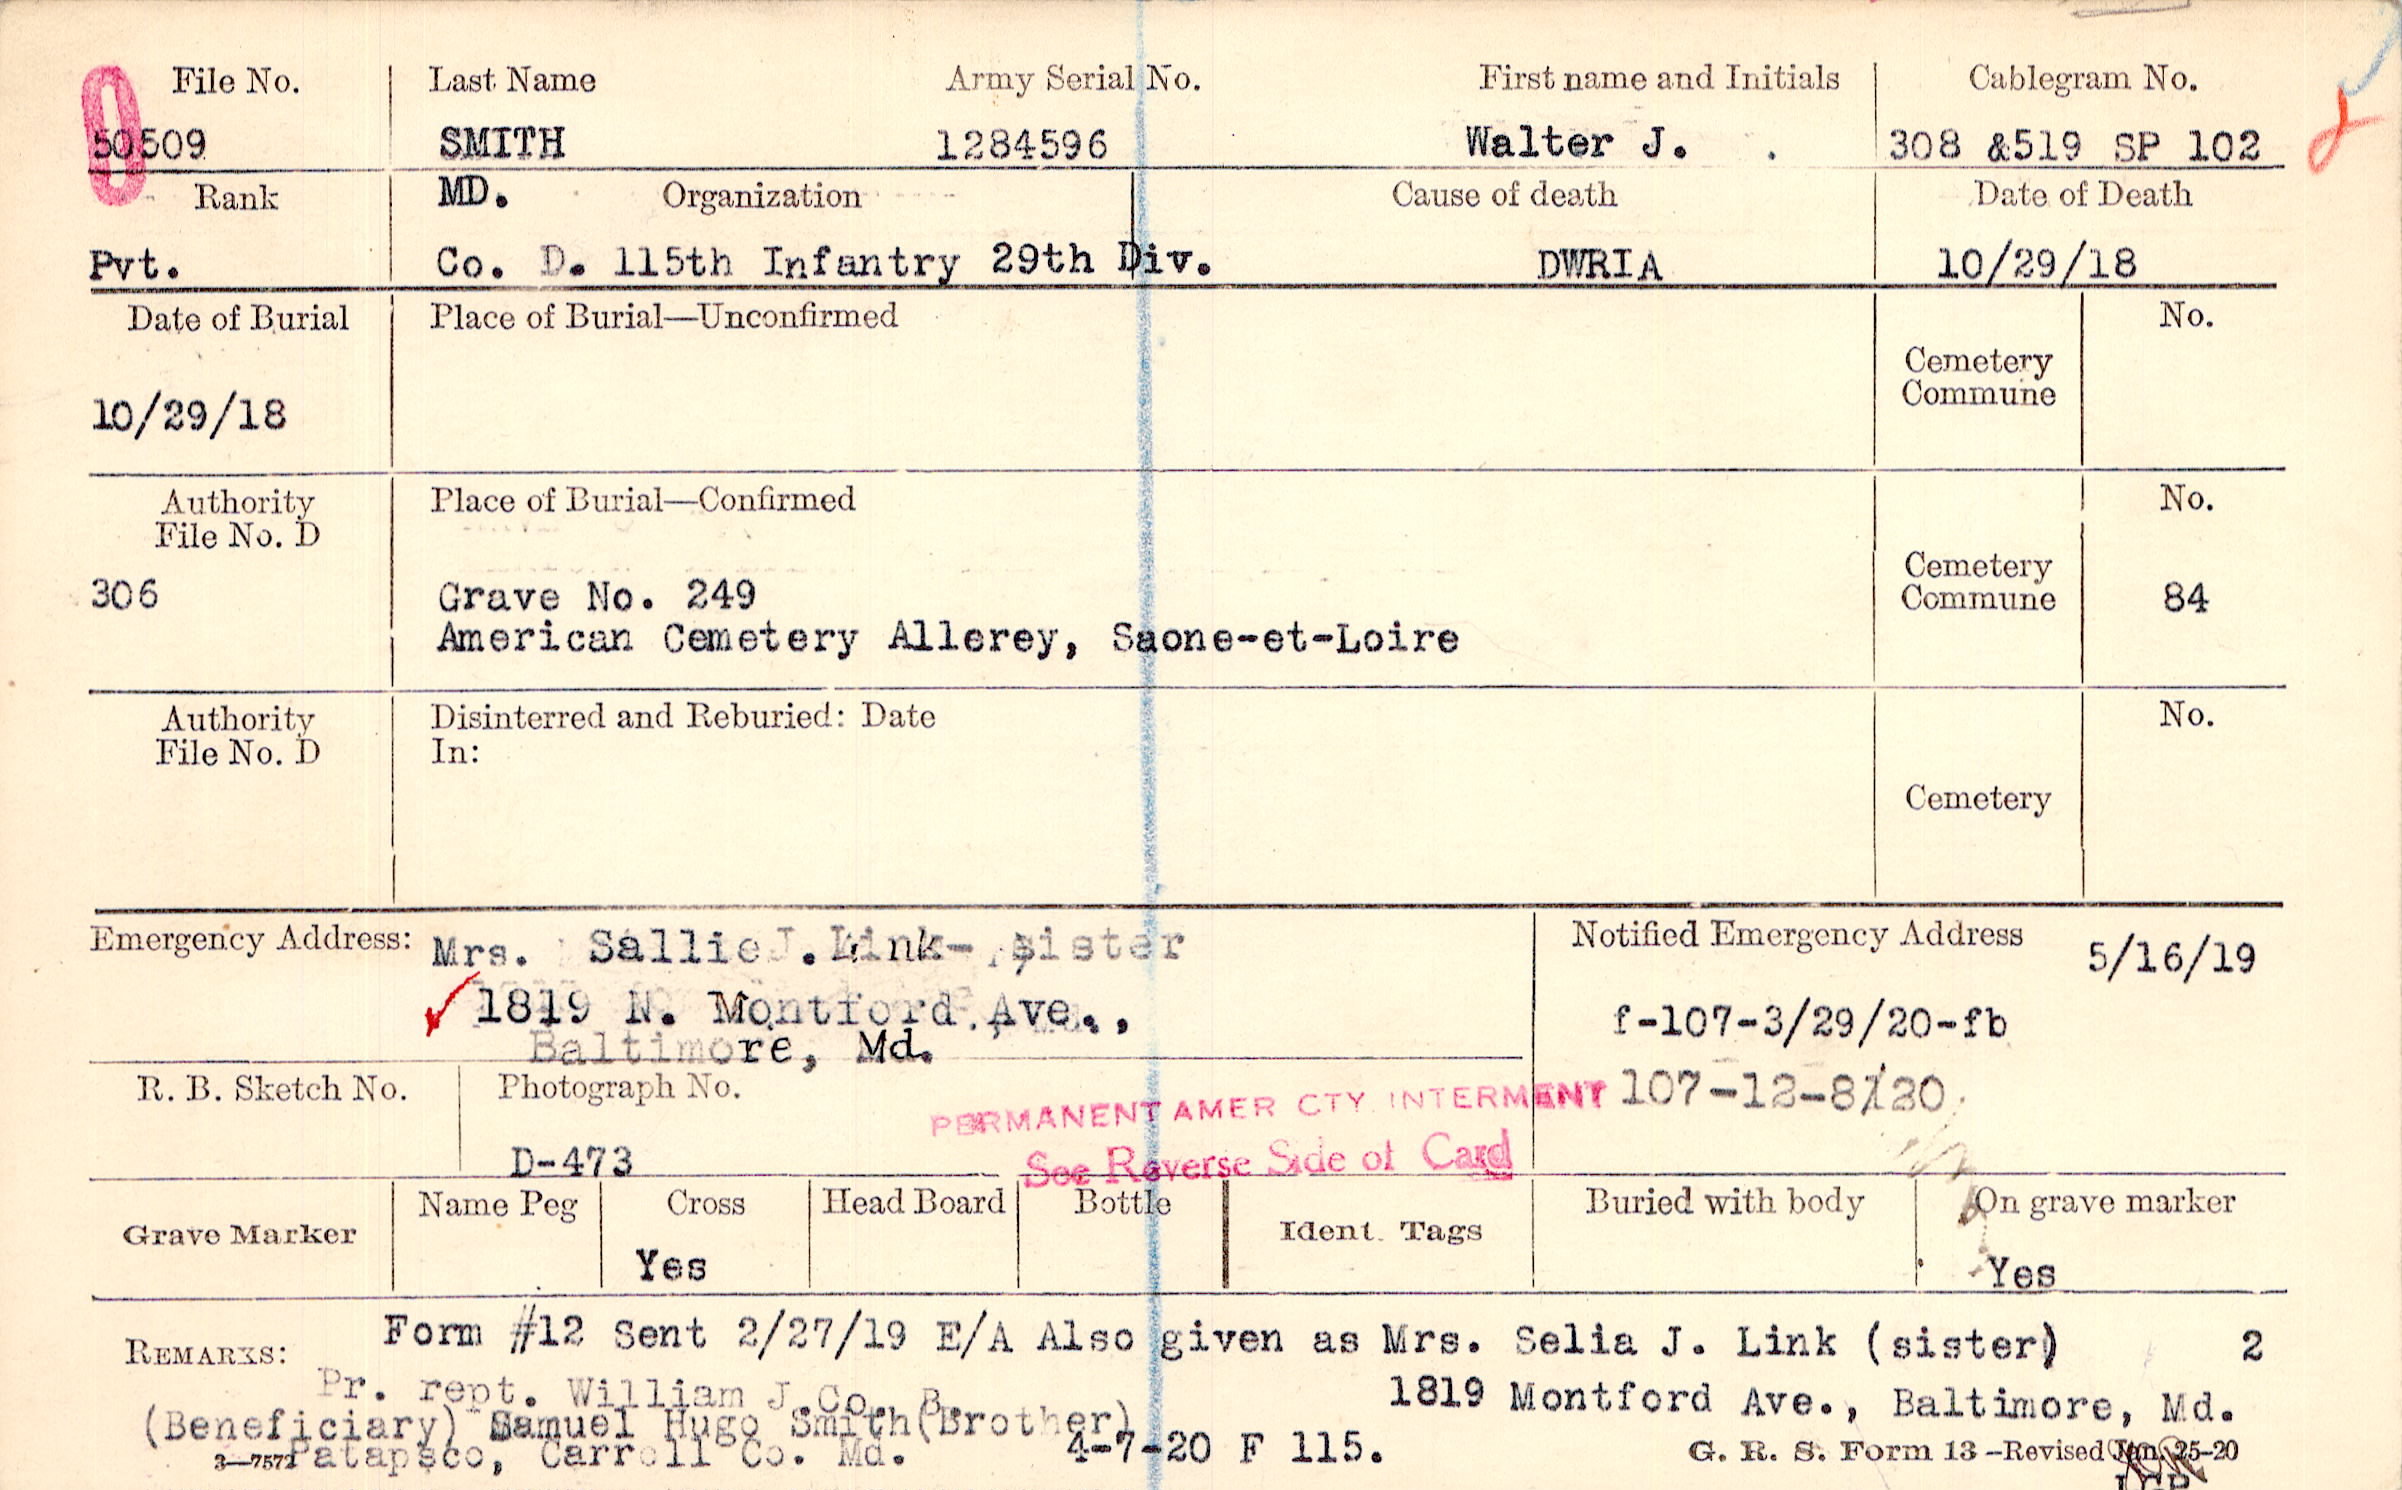 File No. Last Name Army Serial No. First name and Initials Cablegram No.
50509 SMITH 1284596 Walter J. 308 &519 SP 102
Rank MD. Organization Cause of death Date of Death
Pvt. Co. D. 115th Infantry 29th Div. DWRIA 10/29/18
Date of Burial Place of Burial—Unconfirmed No.
Cemetery
Commune
10/29/18
Authority Place of Burial—Confirmed No.
File No. D
Cemetery
306 Grave No. 249 Commune 84
American Cemetery Allerey, Saone-et-Loire
Authority Disinterred and Reburied: Date No.
File No. D In:
Cemetery
Emergency Address: Mrs. Sallie J. Link- sister Notified Emergency Address 5/16/19
1819 N. Montford Ave., f-107-3/29/20-fb
Baltimore, Md.
R. B. Sketch No. Photograph No. 107-12-8/20
PERMANENT AMER CTY. INTERMENT
D-473 See Reverse Side of Card
Grave Marker Name Peg Cross Head Board Bottle Ident. Tags Buried with body On grave marker
Yes Yes
REMARKS: Form #12 Sent 2/27/19 E/A Also given as Mrs. Selia J. Link (sister) 2
Pr. rept. William J. Co. B. 1819 Montford Ave., Baltimore, Md.
(Beneficiary) Samuel Hugo Smith (Brother)
Patapsco, Carroll Co. Md. 4-7-20 F 115.
3—7577 G. R. S. Form 13 -Revised Jan. 25-20